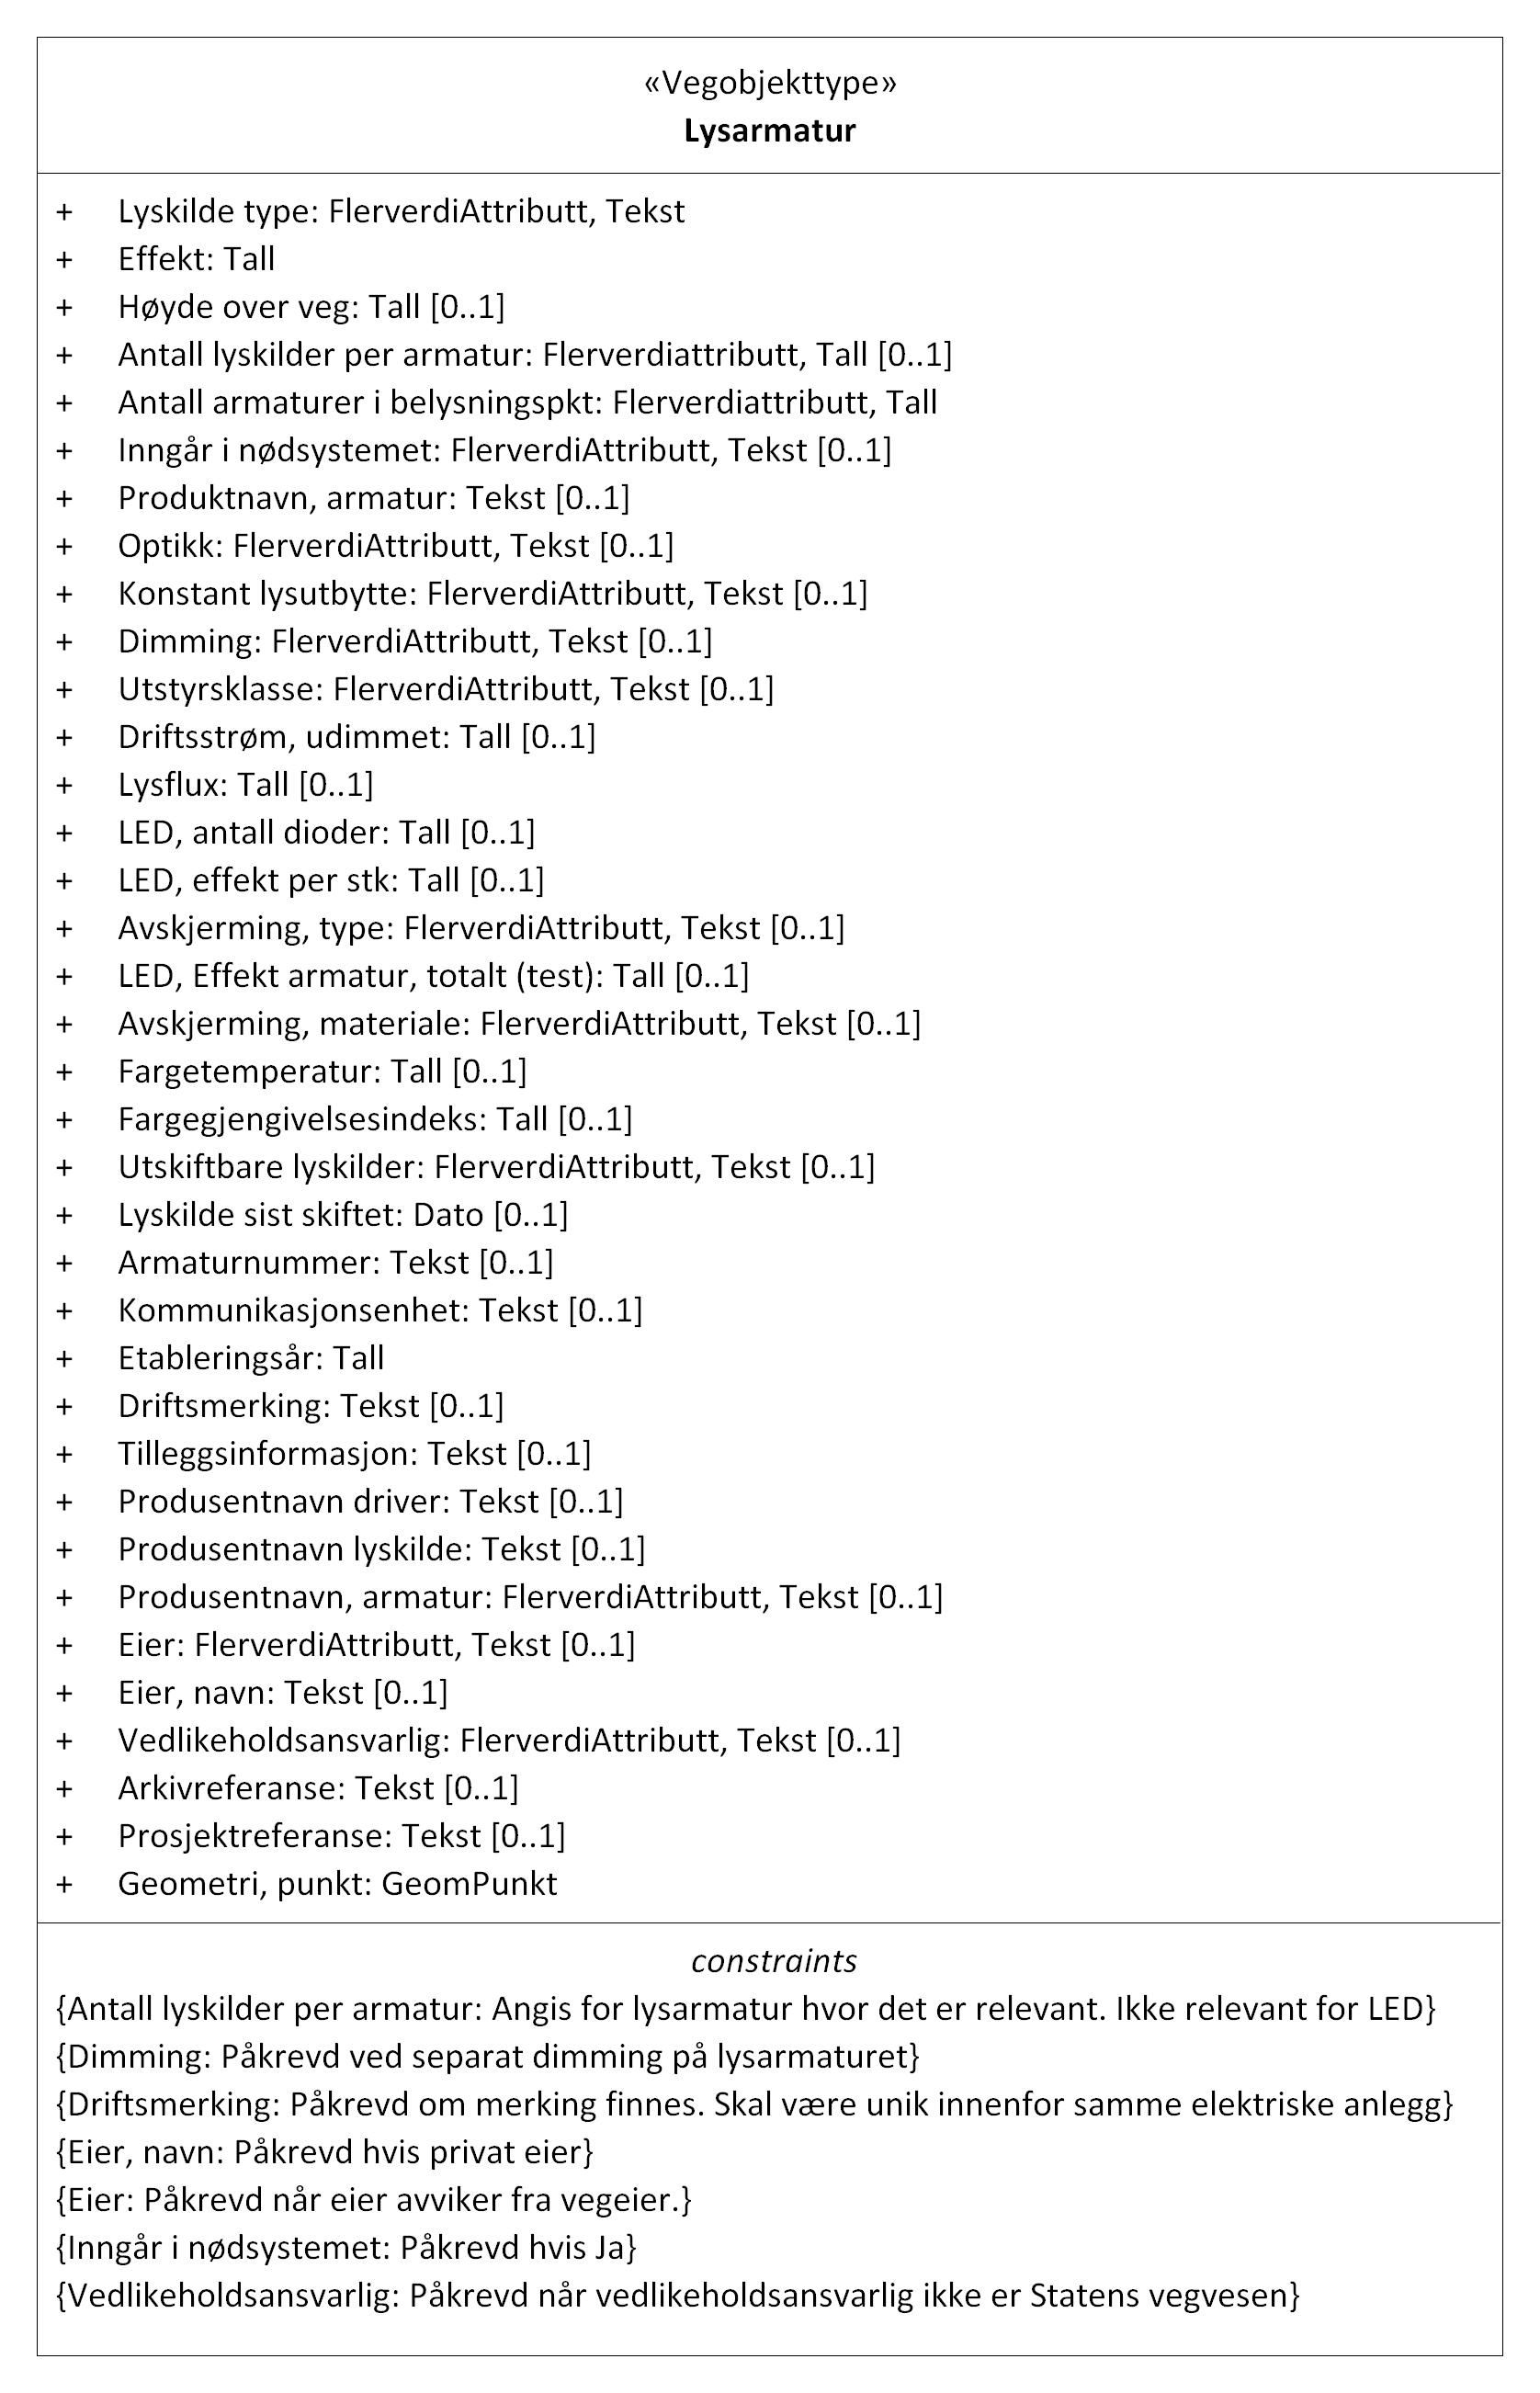 «Vegobjekttype»
Lysarmatur
+ Lyskilde type: FlerverdiAttributt, Tekst
+ Effekt: Tall
+ Høyde over veg: Tall [0..1]
+ Antall lyskilder per armatur: Flerverdiattributt, Tall [0..1]
+ Antall armaturer i belysningspkt: Flerverdiattributt, Tall
+ Inngår i nødsystemet: FlerverdiAttributt, Tekst [0..1]
+ Produktnavn, armatur: Tekst [0..1]
+ Optikk: FlerverdiAttributt, Tekst [0..1]
+ Konstant lysutbytte: FlerverdiAttributt, Tekst [0..1]
+ Dimming: FlerverdiAttributt, Tekst [0..1]
+ Utstyrsklasse: FlerverdiAttributt, Tekst [0..1]
+ Driftsstrøm, udimmet: Tall [0..1]
+ Lysflux: Tall [0..1]
+ LED, antall dioder: Tall [0..1]
+ LED, effekt per stk: Tall [0..1]
+ Avskjerming, type: FlerverdiAttributt, Tekst [0..1]
+ LED, Effekt armatur, totalt (test): Tall [0..1]
+ Avskjerming, materiale: FlerverdiAttributt, Tekst [0..1]
+ Fargetemperatur: Tall [0..1]
+ Fargegjengivelsesindeks: Tall [0..1]
+ Utskiftbare lyskilder: FlerverdiAttributt, Tekst [0..1]
+ Lyskilde sist skiftet: Dato [0..1]
+ Armaturnummer: Tekst [0..1]
+ Kommunikasjonsenhet: Tekst [0..1]
+ Etableringsår: Tall
+ Driftsmerking: Tekst [0..1]
+ Tilleggsinformasjon: Tekst [0..1]
+ Produsentnavn driver: Tekst [0..1]
+ Produsentnavn lyskilde: Tekst [0..1]
+ Produsentnavn, armatur: FlerverdiAttributt, Tekst [0..1]
+ Eier: FlerverdiAttributt, Tekst [0..1]
+ Eier, navn: Tekst [0..1]
+ Vedlikeholdsansvarlig: FlerverdiAttributt, Tekst [0..1]
+ Arkivreferanse: Tekst [0..1]
+ Prosjektreferanse: Tekst [0..1]
+ Geometri, punkt: GeomPunkt
constraints
{Antall lyskilder per armatur: Angis for lysarmatur hvor det er relevant. Ikke relevant for LED}
{Dimming: Påkrevd ved separat dimming på lysarmaturet}
{Driftsmerking: Påkrevd om merking finnes. Skal være unik innenfor samme elektriske anlegg}
{Eier, navn: Påkrevd hvis privat eier}
{Eier: Påkrevd når eier avviker fra vegeier.}
{Inngår i nødsystemet: Påkrevd hvis Ja}
{Vedlikeholdsansvarlig: Påkrevd når vedlikeholdsansvarlig ikke er Statens vegvesen}